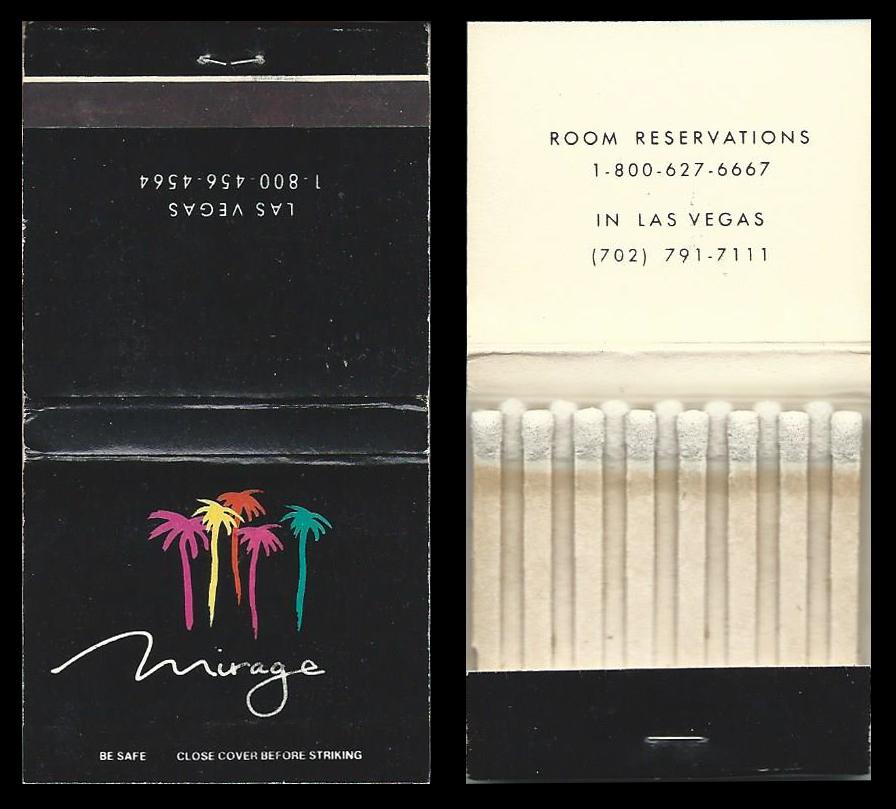 1-800-456-4564
LAS VEGAS
Mirage
BE SAFE CLOSE COVER BEFORE STRIKING
ROOM RESERVATIONS
1-800-627-6667
IN LAS VEGAS
(702) 791-7111